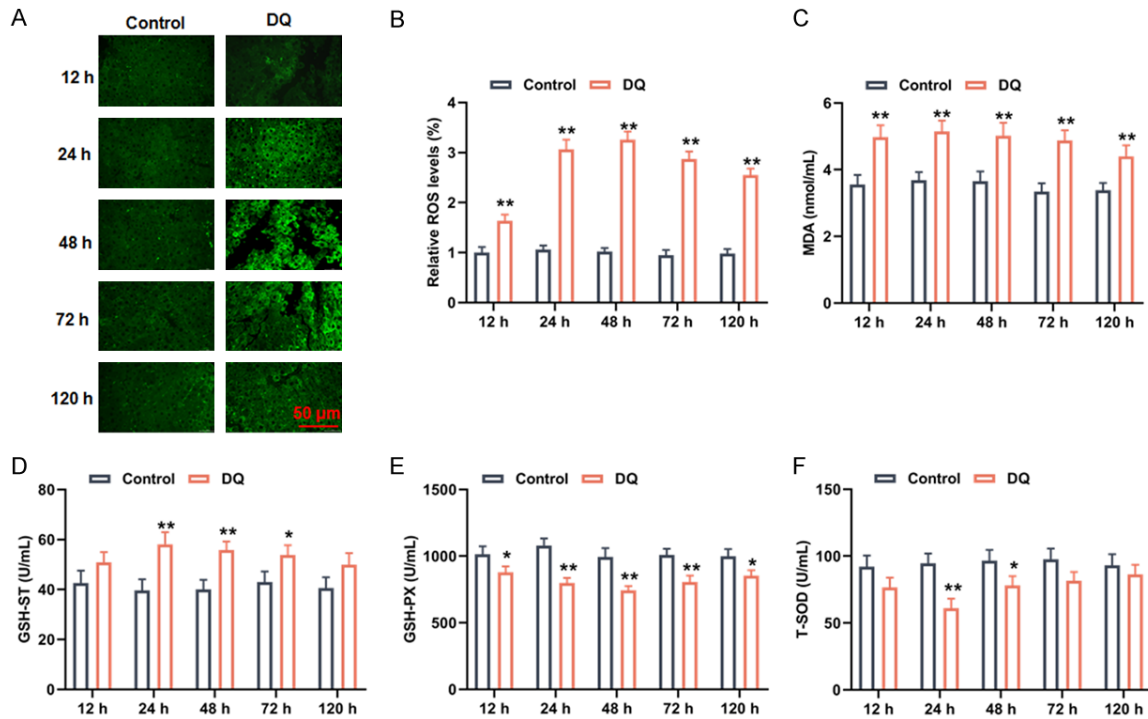 A
Control DQ
12 h
24 h
48 h
72 h
120 h
50 μm
B
Control DQ
Relative ROS levels (%)
4
3
2
1
0
** ** ** ** **
12 h 24 h 48 h 72 h 120 h
C
Control DQ
MDA (nmol/mL)
6
4
2
0
** ** ** ** **
12 h 24 h 48 h 72 h 120 h
D
Control DQ
GSH-ST (U/mL)
80
60
40
20
0
** ** *
12 h 24 h 48 h 72 h 120 h
E
Control DQ
GSH-PX (U/mL)
1500
1000
500
0
* ** ** ** *
12 h 24 h 48 h 72 h 120 h
F
Control DQ
T-SOD (U/mL)
150
100
50
0
** *
12 h 24 h 48 h 72 h 120 h